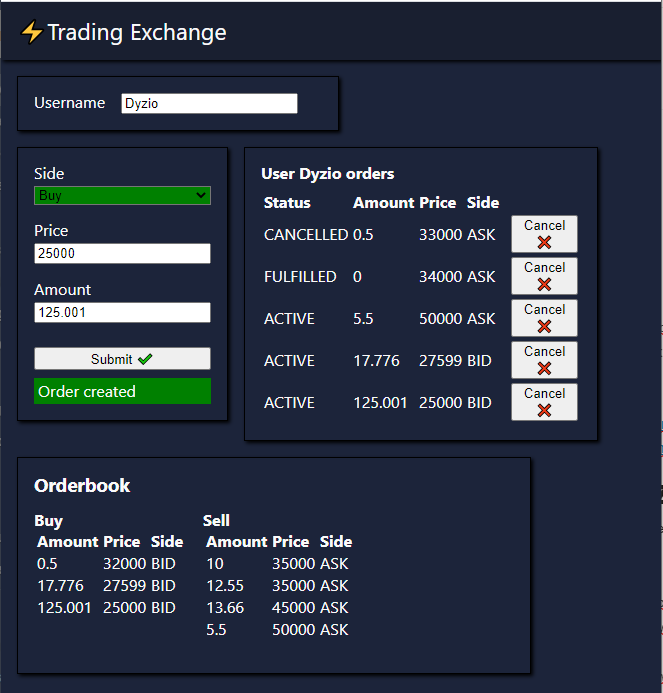 ⚡Trading Exchange
Username Dyzio
Side
Buy
Price
25000
Amount
125.001
Submit ✔
Order created
User Dyzio orders
Status Amount Price Side
CANCELLED 0.5 33000 ASK Cancel ❌
FULFILLED 0 34000 ASK Cancel ❌
ACTIVE 5.5 50000 ASK Cancel ❌
ACTIVE 17.776 27599 BID Cancel ❌
ACTIVE 125.001 25000 BID Cancel ❌
Orderbook
Buy
Amount Price Side
0.5 32000 BID
17.776 27599 BID
125.001 25000 BID
Sell
Amount Price Side
10 35000 ASK
12.55 35000 ASK
13.66 45000 ASK
5.5 50000 ASK